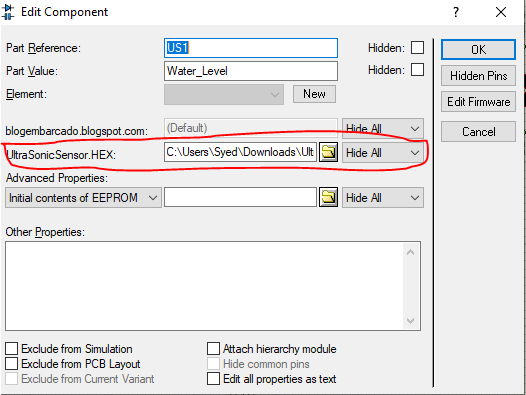 Edit Component
?
Part Reference: US1 Hidden: OK
Part Value: Water_Level Hidden: Hidden Pins
Element: New Edit Firmware
blogembarcado.blogspot.com: (Default) Hide All Cancel
UltraSonicSensor.HEX: C:\Users\Syed\Downloads\Ult Hide All
Advanced Properties:
Initial contents of EEPROM Hide All
Other Properties:
Exclude from Simulation Attach hierarchy module
Exclude from PCB Layout Hide common pins
Exclude from Current Variant Edit all properties as text